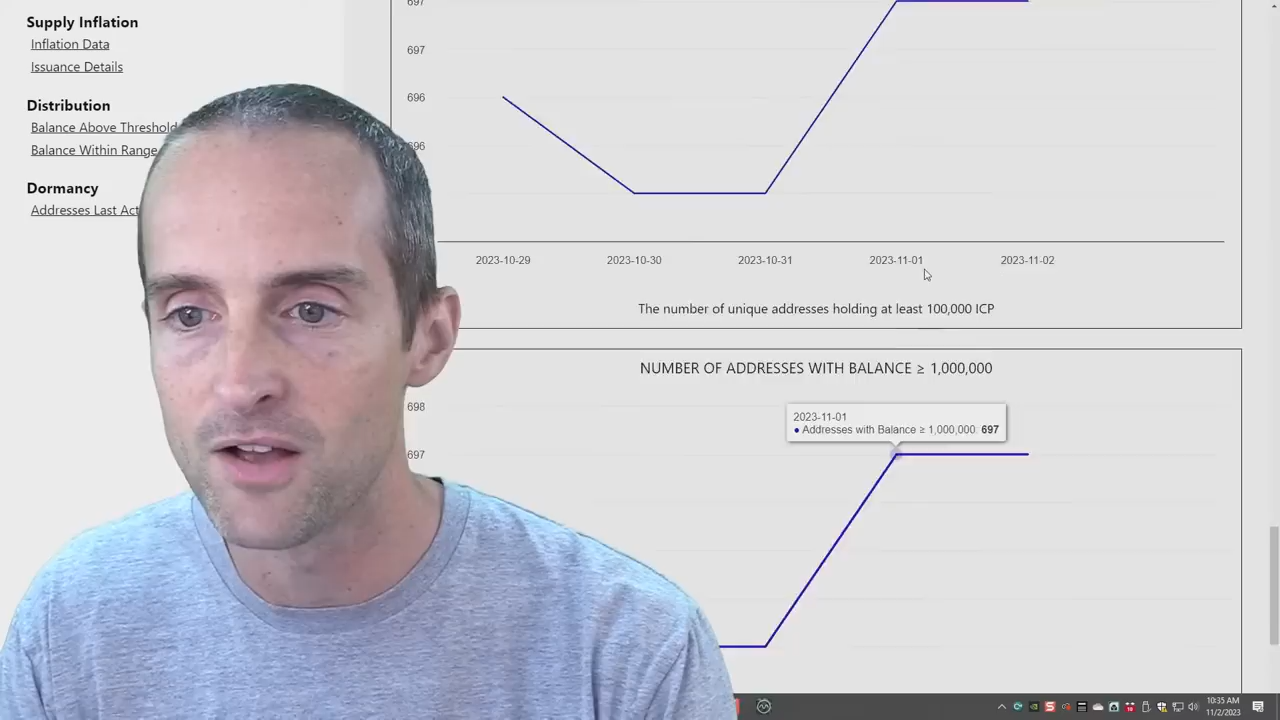 Supply Inflation
Inflation Data
Issuance Details
Distribution
Balance Above Threshold
Balance Within Range
Dormancy
Addresses Last Act
697
697
696
696
2023-10-29 2023-10-30 2023-10-31 2023-11-01 2023-11-02
The number of unique addresses holding at least 100,000 ICP
NUMBER OF ADDRESSES WITH BALANCE ≥ 1,000,000
698
2023-11-01
● Addresses with Balance ≥ 1,000,000: 697
697
10:35 AM
11/2/2023